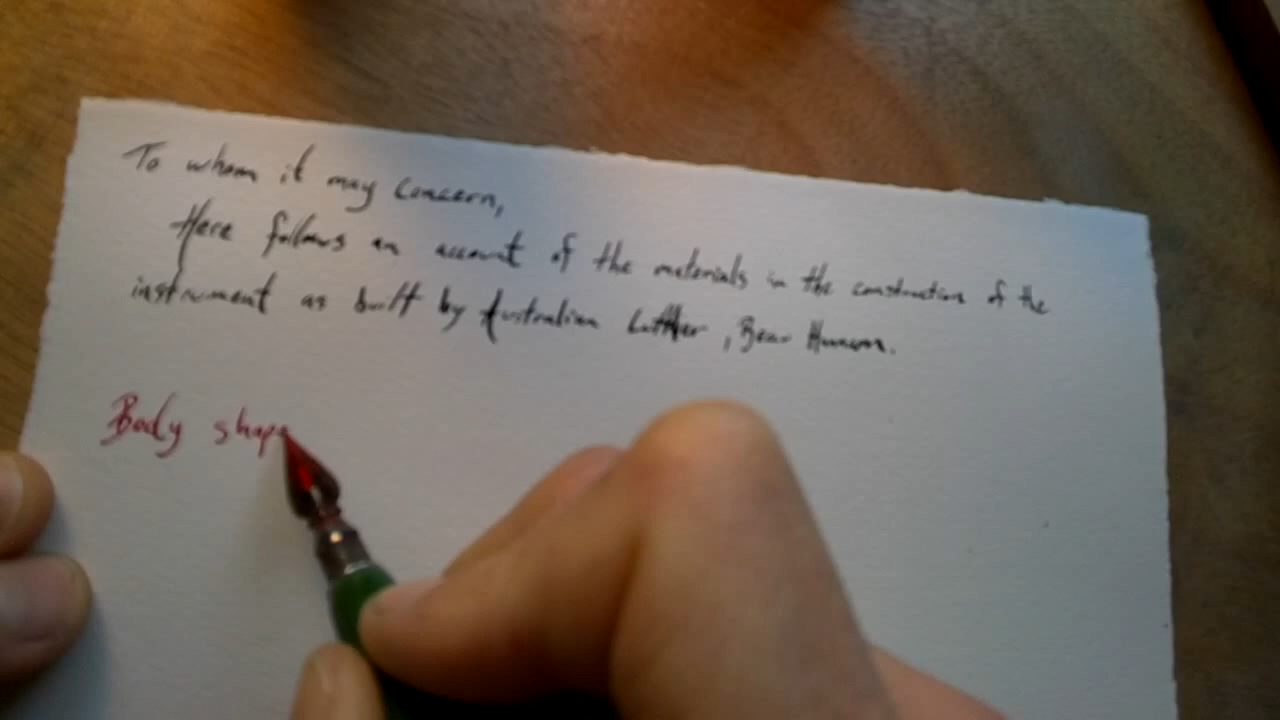 To whom it may concern,
Here follows an account of the materials in the construction of the
instrument as built by Australian Luthier, Bear Human.
Body shape